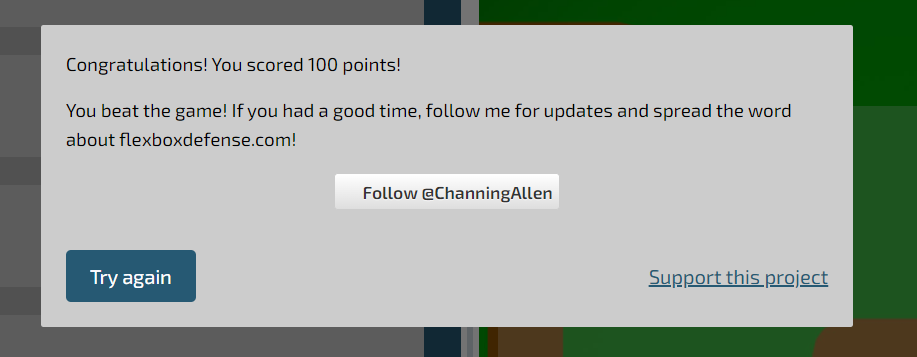 Congratulations! You scored 100 points!
You beat the game! If you had a good time, follow me for updates and spread the word
about flexboxdefense.com!
Follow @ChanningAllen
Try again
Support this project